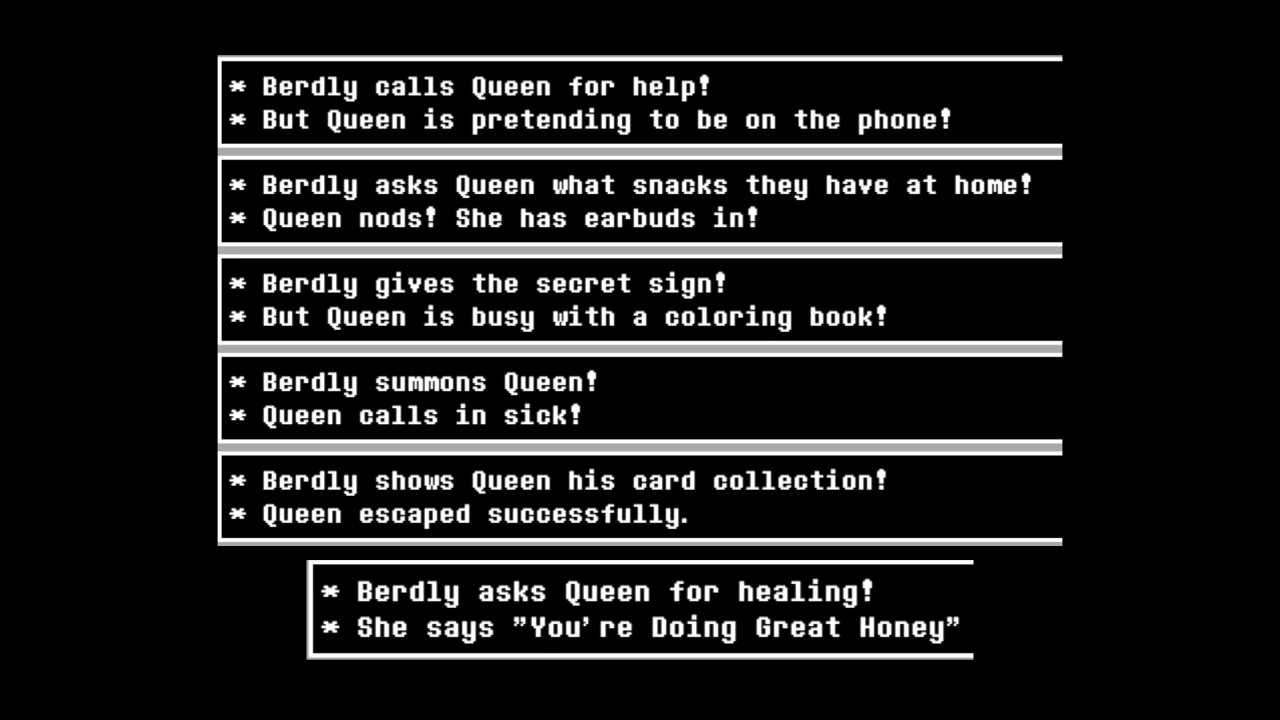 * Berdly calls Queen for help!
* But Queen is pretending to be on the phone!
* Berdly asks Queen what snacks they have at home!
* Queen nods! She has earbuds in!
* Berdly gives the secret sign!
* But Queen is busy with a coloring book!
* Berdly summons Queen!
* Queen calls in sick!
* Berdly shows Queen his card collection!
* Queen escaped successfully.
* Berdly asks Queen for healing!
* She says "You're Doing Great Honey"